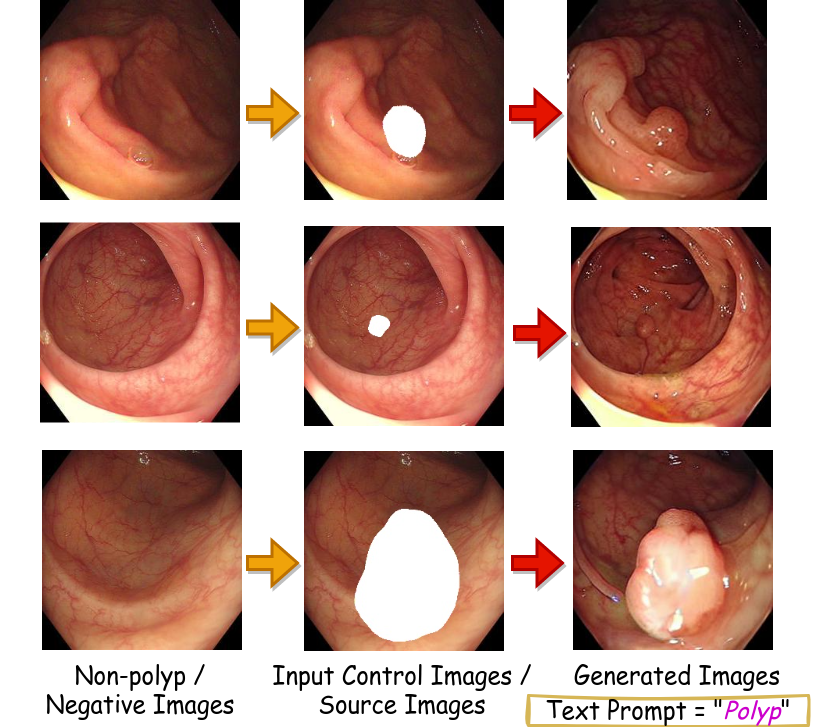 Non-polyp /
Negative Images
Input Control Images /
Source Images
Generated Images
Text Prompt = "Polyp"